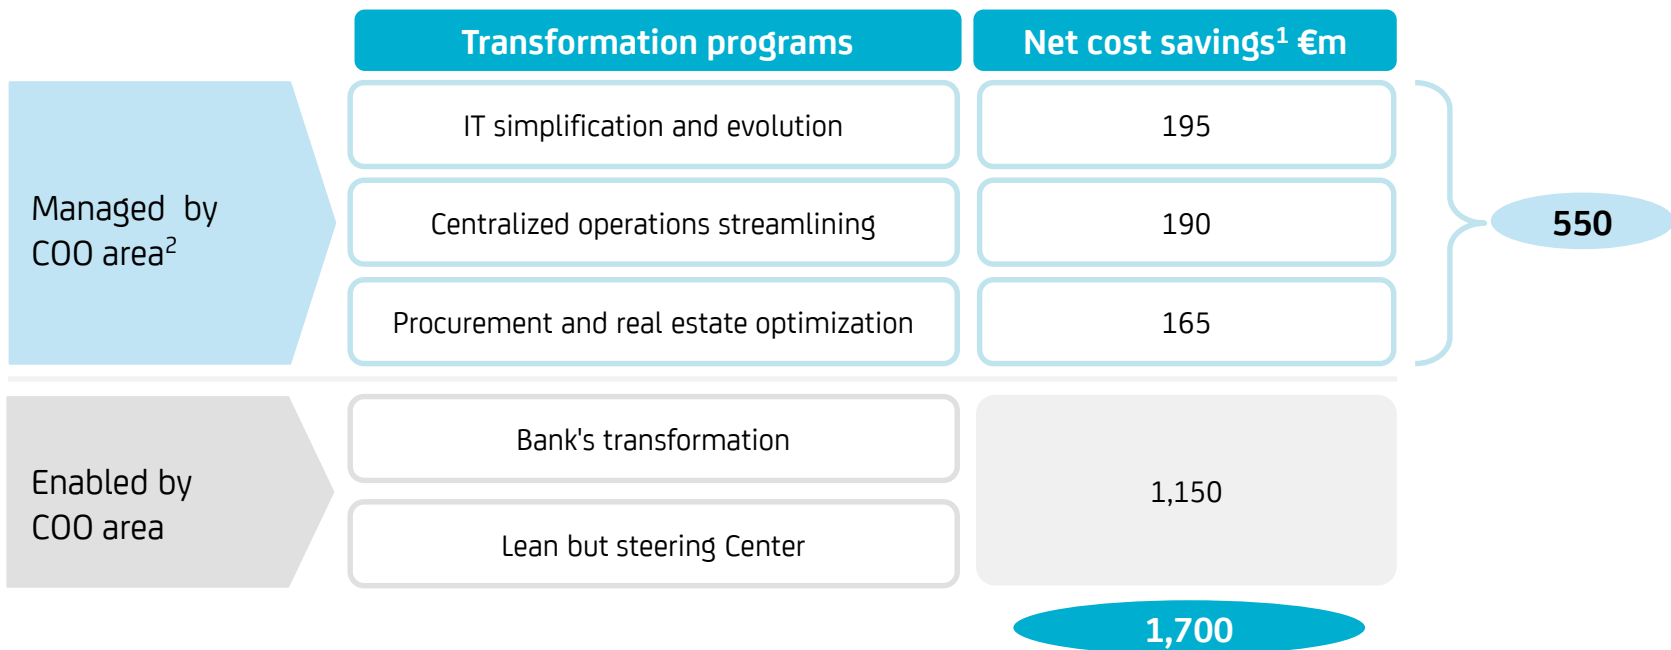 Transformation programs
Net cost savings¹ €m
Managed by
COO area²
IT simplification and evolution
195
Centralized operations streamlining
190
Procurement and real estate optimization
165
550
Enabled by
COO area
Bank's transformation
Lean but steering Center
1,150
1,700